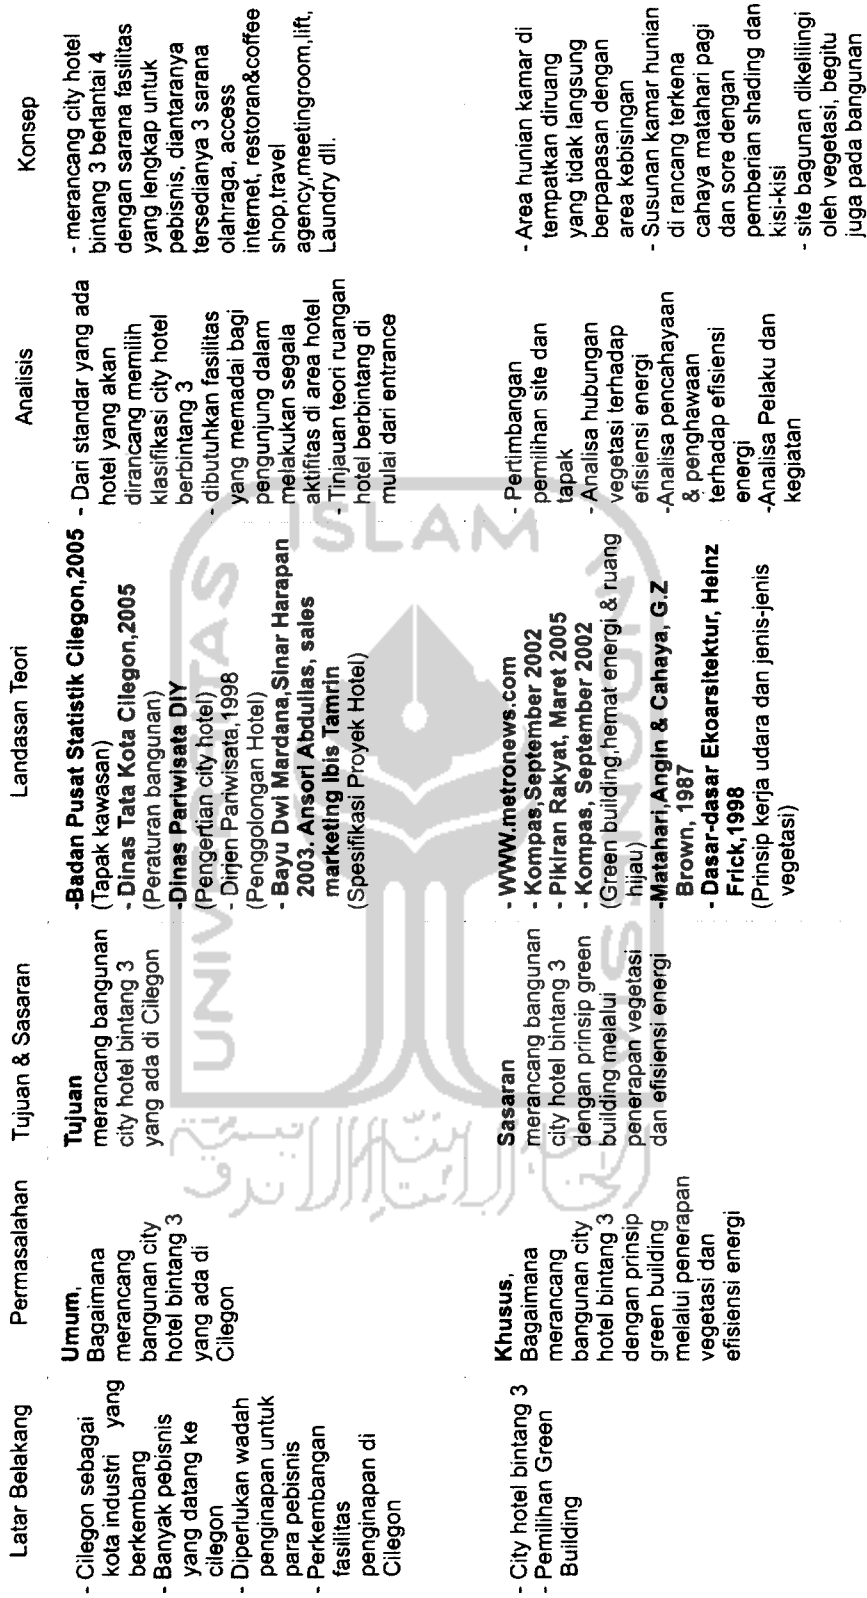 Latar Belakang
- Cilegon sebagai
kota industri yang
berkembang
- Banyak pebisnis
yang datang ke
cilegon
- Diperlukan wadah
penginapan untuk
para pebisnis
- Perkembangan
fasilitas
penginapan di
Cilegon
- City hotel bintang 3
- Pemilihan Green
Building
Permasalahan
Umum,
Bagaimana
merancang
bangunan city
hotel bintang 3
yang ada di
Cilegon
Khusus,
Bagaimana
merancang
bangunan city
hotel bintang 3
dengan prinsip
green building
melalui penerapan
vegetasi dan
efisiensi energi
Tujuan & Sasaran
Tujuan
merancang bangunan
city hotel bintang 3
yang ada di Cilegon
Sasaran
merancang bangunan
city hotel bintang 3
dengan prinsip green
building melalui
penerapan vegetasi
dan efisiensi energi
Landasan Teori
-Badan Pusat Statistik Cilegon,2005
(Tapak kawasan)
- Dinas Tata Kota Cilegon,2005
(Peraturan bangunan)
-Dinas Pariwisata DIY
(Pengertian city hotel)
- Dirjen Pariwisata,1998
(Penggolongan Hotel)
- Bayu Dwi Mardana,Sinar Harapan
2003. Ansori Abdullas, sales
marketing Ibis Tamrin
(Spesifikasi Proyek Hotel)
- WWW.metronews.com
- Kompas,September 2002
- Pikiran Rakyat, Maret 2005
- Kompas, September 2002
(Green building,hemat energi & ruang
hijau)
-Matahari,Angin & Cahaya, G.Z
Brown, 1987
- Dasar-dasar Ekoarsitektur, Heinz
Frick,1998
(Prinsip kerja udara dan jenis-jenis
vegetasi)
Analisis
- Dari standar yang ada
hotel yang akan
dirancang memilih
klasifikasi city hotel
berbintang 3
- dibutuhkan fasilitas
yang memadai bagi
pengunjung dalam
melakukan segala
aktifitas di area hotel
- Tinjauan teori ruangan
hotel berbintang di
mulai dari entrance
- Pertimbangan
pemilihan site dan
tapak
- Analisa hubungan
vegetasi terhadap
efisiensi energi
-Analisa pencahayaan
& penghawaan
terhadap efisiensi
energi
-Analisa Pelaku dan
kegiatan
Konsep
- merancang city hotel
bintang 3 berlantai 4
dengan sarana fasilitas
yang lengkap untuk
pebisnis, diantaranya
tersedianya 3 sarana
olahraga, access
internet, restoran&coffee
shop,travel
agency,meetingroom,lift,
Laundry dll.
- Area hunian kamar di
tempatkan diruang
yang tidak langsung
berpapasan dengan
area kebisingan
- Susunan kamar hunian
di rancang terkena
cahaya matahari pagi
dan sore dengan
pemberian shading dan
kisi-kisi
- site bagunan dikelilingi
oleh vegetasi, begitu
juga pada bangunan
UNIVERSITAS
ISLAM
INDONESIA